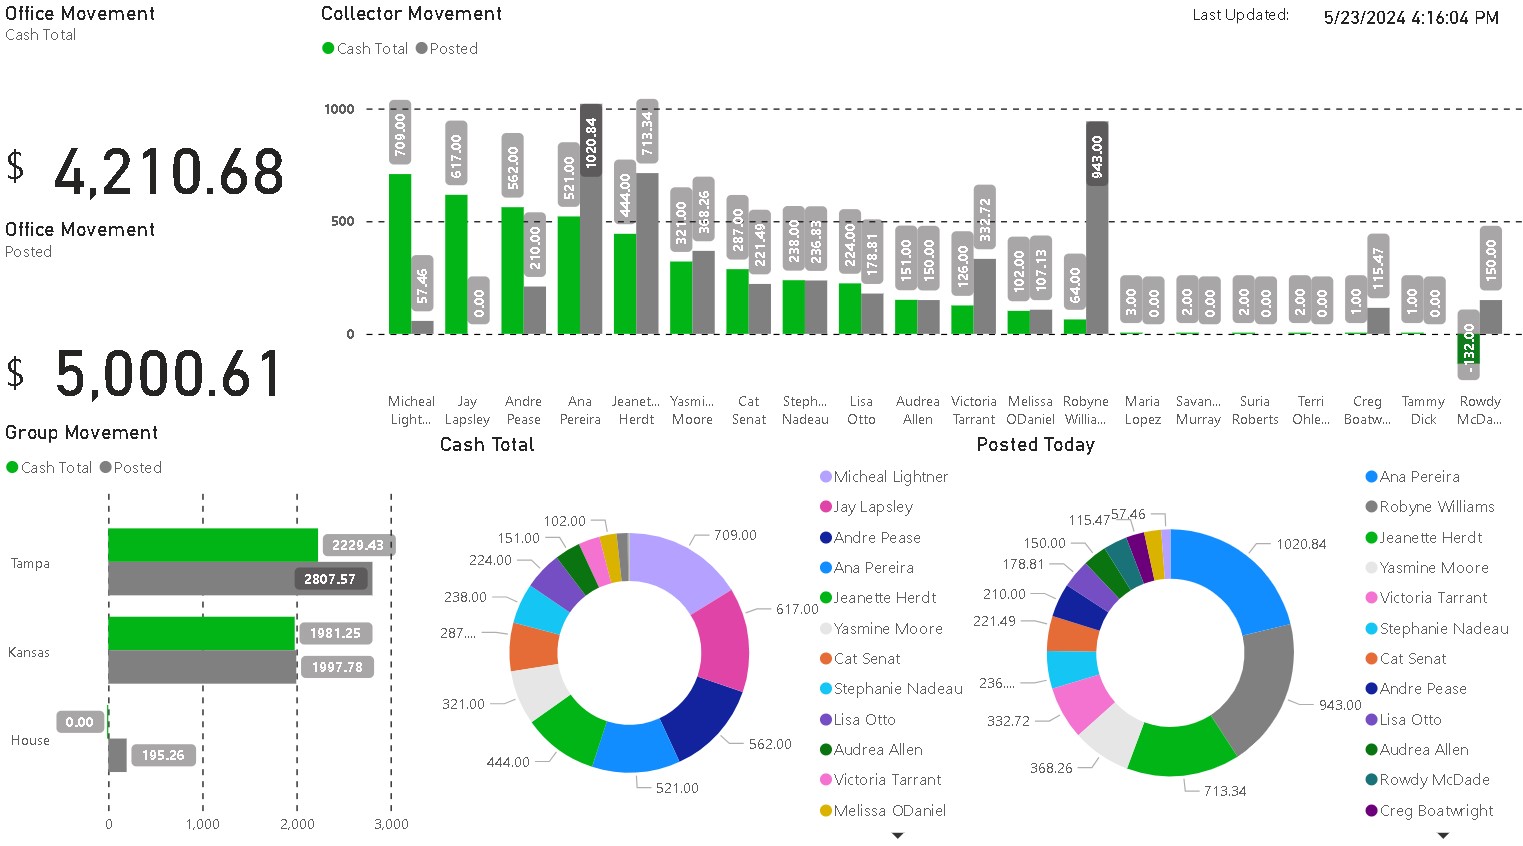 Office Movement
Cash Total
$ 4,210.68
Office Movement
Posted
$ 5,000.61
Collector Movement
Last Updated: 5/23/2024 4:16:04 PM
Cash Total Posted
1000
500
0
709.00 57.46 617.00 0.00 562.00 210.00 521.00 1020.84 444.00 713.34 321.00 368.26 287.00 221.49 238.00 236.83 224.00 178.81 151.00 150.00 126.00 332.72 102.00 107.13 64.00 943.00 3.00 0.00 2.00 0.00 2.00 0.00 2.00 0.00 1.00 115.47 1.00 0.00 -132.00 150.00
Micheal Jay Andre Ana Jeanet... Yasmi... Cat Steph... Lisa Audrea Victoria Melissa Robyne Maria Savan... Suria Terri Creg Tammy Rowdy
Light... Lapsley Pease Pereira Herdt Moore Senat Nadeau Otto Allen Tarrant ODaniel Willia... Lopez Murray Roberts Ohle... Boatw... Dick McDa...
Group Movement
Cash Total Posted
Tampa 2229.43
2807.57
Kansas 1981.25
1997.78
House 0.00
195.26
0 1,000 2,000 3,000
Cash Total
709.00
617.00
562.00
521.00
444.00
321.00
287....
238.00
224.00
151.00
102.00
Micheal Lightner
Jay Lapsley
Andre Pease
Ana Pereira
Jeanette Herdt
Yasmine Moore
Cat Senat
Stephanie Nadeau
Lisa Otto
Audrea Allen
Victoria Tarrant
Melissa ODaniel
Posted Today
1020.84
943.00
713.34
368.26
332.72
236....
221.49
210.00
178.81
150.00
115.47
57.46
Ana Pereira
Robyne Williams
Jeanette Herdt
Yasmine Moore
Victoria Tarrant
Stephanie Nadeau
Cat Senat
Andre Pease
Lisa Otto
Audrea Allen
Rowdy McDade
Creg Boatwright